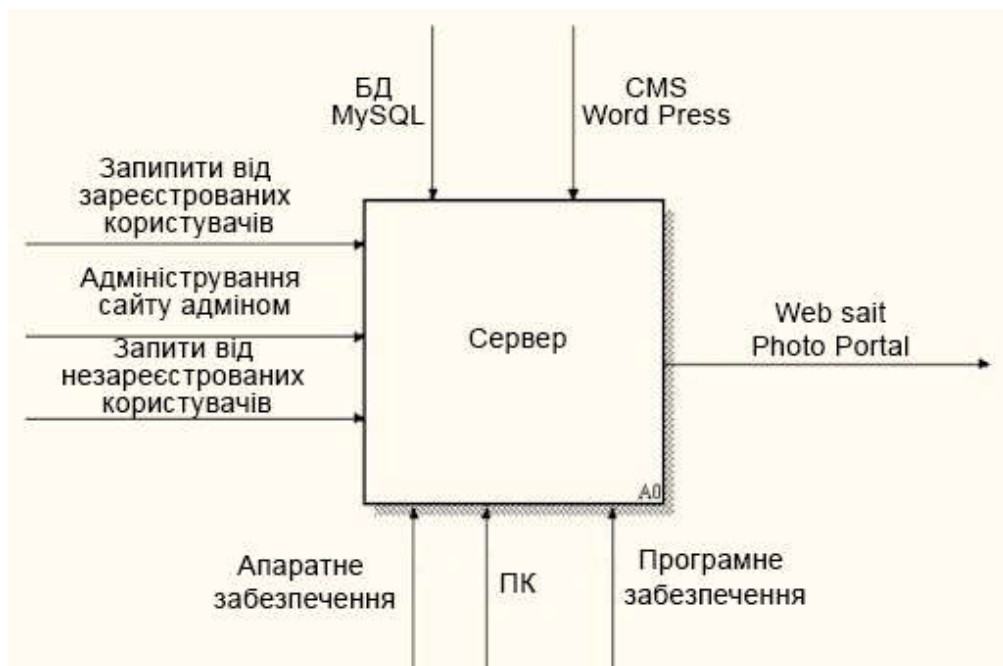 БД
MySQL
CMS
Word Press
Запипити від
зареєстрованих
користувачів
Адміністрування
сайту адміном
Запити від
незареєстрованих
користувачів
Сервер
A0
Web sait
Photo Portal
Апаратне
забезпечення
ПК
Програмне
забезпечення